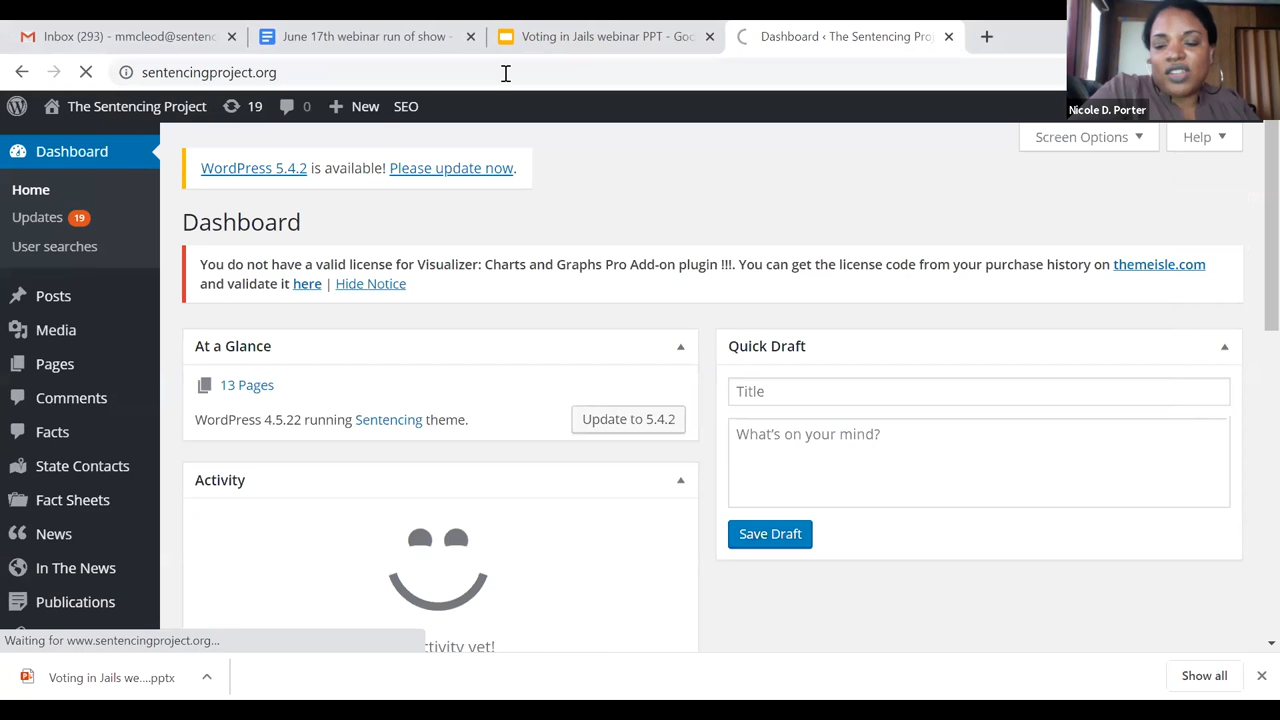 Inbox (293) - mmcleod@sentenc
June 17th webinar run of show -
Voting in Jails webinar PPT - Goo
Dashboard ‹ The Sentencing Proj
sentencingproject.org
Nicole D. Porter
The Sentencing Project
19
0
New
SEO
Dashboard
Home
Updates 19
User searches
Posts
Media
Pages
Comments
Facts
State Contacts
Fact Sheets
News
In The News
Publications
Screen Options
Help
WordPress 5.4.2 is available! Please update now.
Dashboard
You do not have a valid license for Visualizer: Charts and Graphs Pro Add-on plugin !!!. You can get the license code from your purchase history on themeisle.com
and validate it here | Hide Notice
At a Glance
13 Pages
WordPress 4.5.22 running Sentencing theme.
Update to 5.4.2
Activity
ctivity yet!
Quick Draft
Title
What's on your mind?
Save Draft
Waiting for www.sentencingproject.org...
Voting in Jails we....pptx
Show all